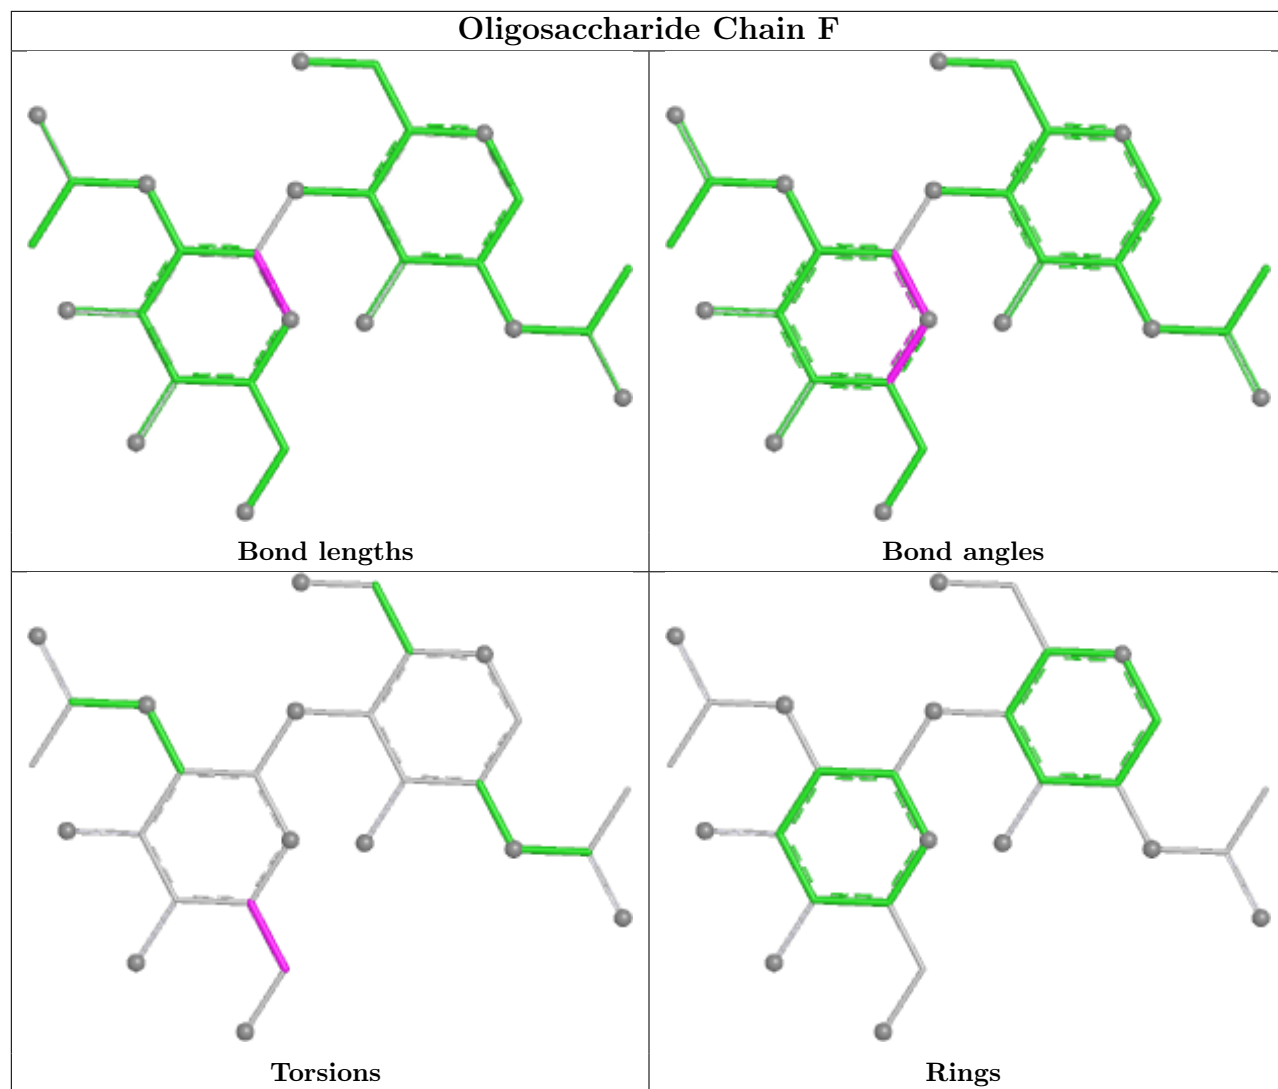 Oligosaccharide Chain F
Bond lengths
Bond angles
Torsions
Rings